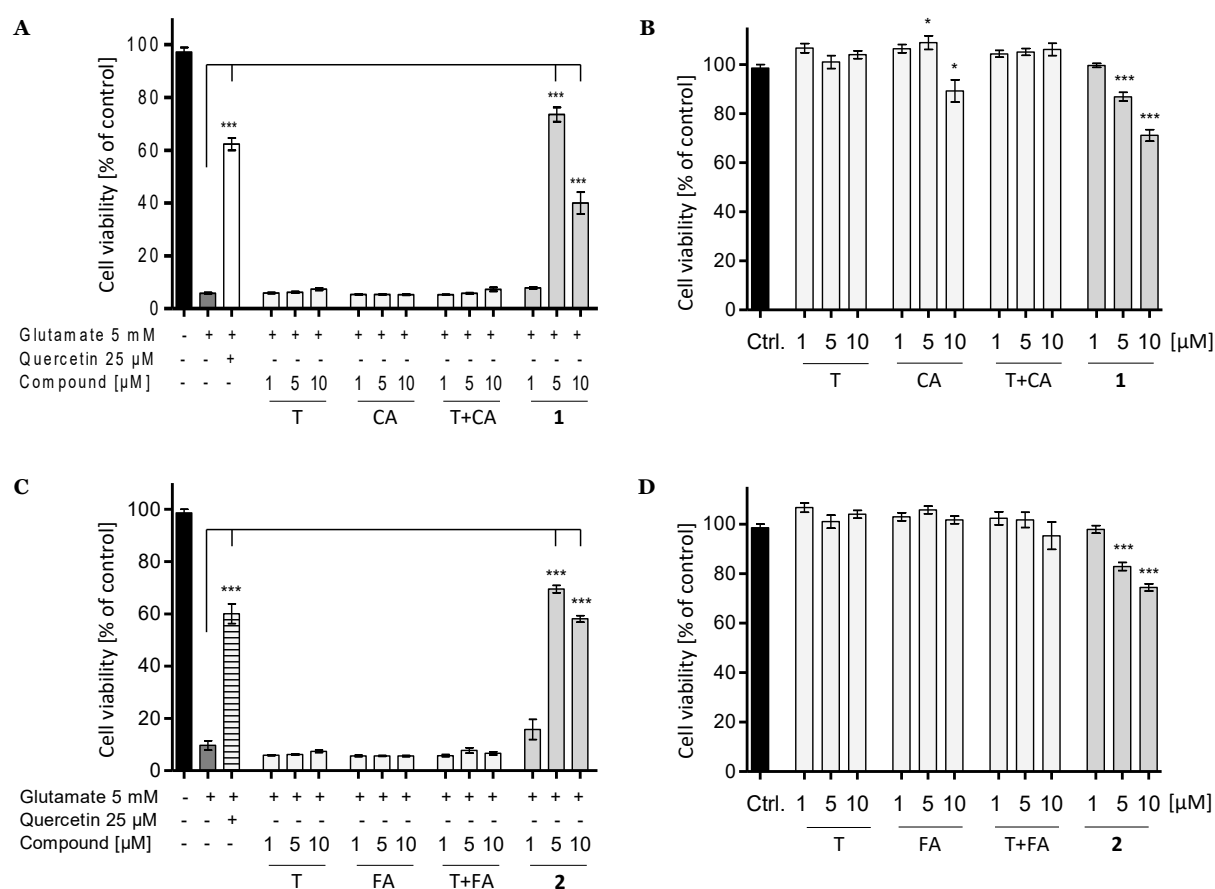 A
Cell viability [% of control]
100
80
60
40
20
0
***
***
***
Glutamate 5 mM - + + + + + + + + + + + + + +
Quercetin 25 μM - - + - - - - - - - - - - - -
Compound [μM] - - - 1 5 10 1 5 10 1 5 10 1 5 10
T CA T+CA 1
B
Cell viability [% of control]
100
80
60
40
20
0
*
*
***
***
Ctrl. 1 5 10 1 5 10 1 5 10 1 5 10 [μM]
T CA T+CA 1
C
Cell viability [% of control]
100
80
60
40
20
0
***
***
***
Glutamate 5 mM - + + + + + + + + + + + + + +
Quercetin 25 μM - - + - - - - - - - - - - - -
Compound [μM] - - - 1 5 10 1 5 10 1 5 10 1 5 10
T FA T+FA 2
D
Cell viability [% of control]
100
80
60
40
20
0
***
***
Ctrl. 1 5 10 1 5 10 1 5 10 1 5 10 [μM]
T FA T+FA 2